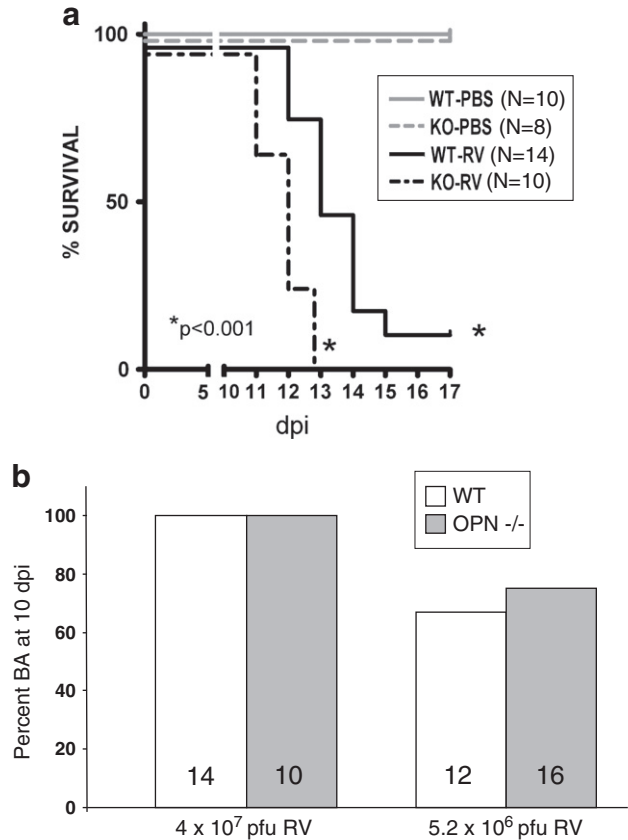 a
100
50
0
% SURVIVAL
WT-PBS (N=10)
KO-PBS (N=8)
WT-RV (N=14)
KO-RV (N=10)
*p<0.001
*
*
0 5 10 11 12 13 14 15 16 17
dpi
b
WT
OPN -/-
Percent BA at 10 dpi
100
80
60
40
20
0
14 10 12 16
4 x 10⁷ pfu RV 5.2 x 10⁶ pfu RV